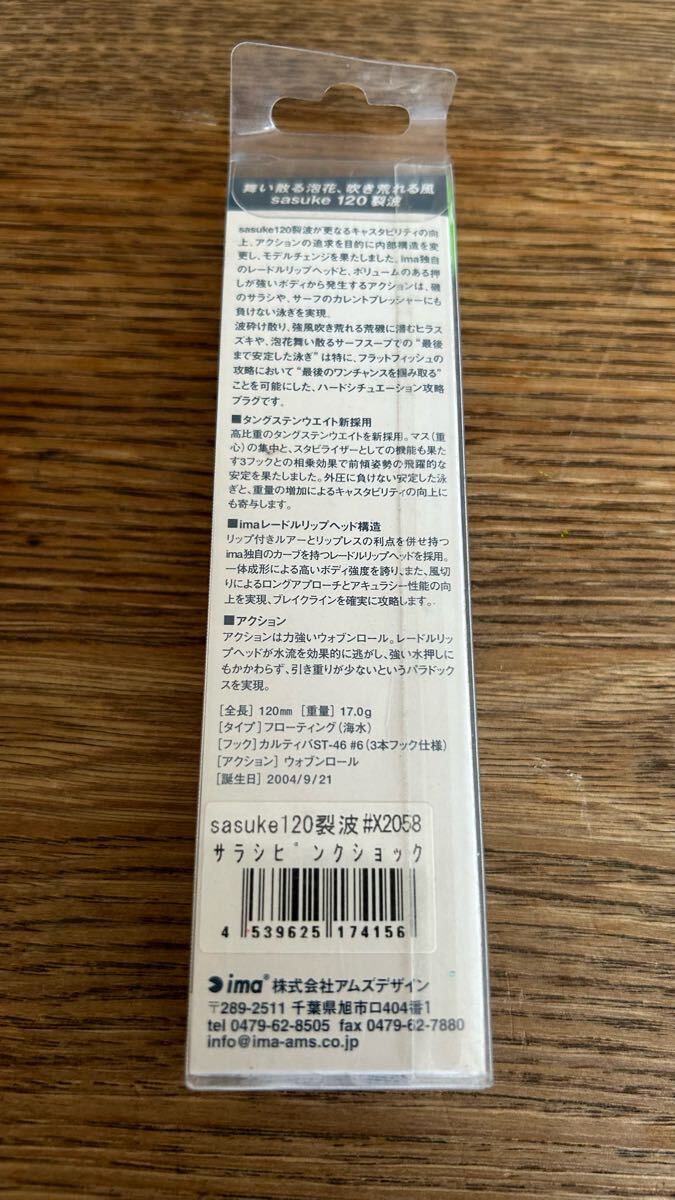 舞い散る泡花、吹き荒れる風
sasuke 120 裂波
sasuke120裂波が更なるキャスタビリティの向
上、アクションの追求を目的に内部構造を変
更し、モデルチェンジを果たしました。ima独自
のレードルリップヘッドと、ボリュームのある押
しが強いボディから発生するアクションは、磯
のサラシや、サーフのカレントプレッシャーにも
負けない泳ぎを実現。
波砕け散り、強風吹き荒れる荒磯に潜むヒラス
ズキや、泡花舞い散るサーフスープでの“最後
まで安定した泳ぎ”は特に、フラットフィッシュの
攻略において“最後のワンチャンスを掴み取る”
ことを可能にした、ハードシチュエーション攻略
プラグです。
■タングステンウエイト新採用
高比重のタングステンウエイトを新採用。マス(重
心)の集中と、スタビライザーとしての機能も果た
す3フックとの相乗効果で前傾姿勢の飛躍的な
安定を果たしました。外圧に負けない安定した泳
ぎと、重量の増加によるキャスタビリティの向上に
も寄与します。
■imaレードルリップヘッド構造
リップ付きルアーとリップレスの利点を併せ持つ
ima独自のカーブを持つレードルリップヘッドを採用。
一体成形による高いボディ強度を誇り、また、風切
りによるロングアプローチとアキュラシー性能の向
上を実現、ブレイクラインを確実に攻略します。
■アクション
アクションは力強いウォブンロール。レードルリッ
プヘッドが水流を効果的に逃がし、強い水押しに
もかかわらず、引き重りが少ないというパラドック
スを実現。
[全長] 120mm [重量] 17.0g
[タイプ] フローティング(海水)
[フック] カルティバST-46 #6(3本フック仕様)
[アクション] ウォブンロール
[誕生日] 2004/9/21
sasuke120裂波#X2058
サラシピンクショック
4 539625 174156
ima® 株式会社アムズデザイン
〒289-2511 千葉県旭市ロ404番1
tel 0479-62-8505 fax 0479-62-7880
info@ima-ams.co.jp